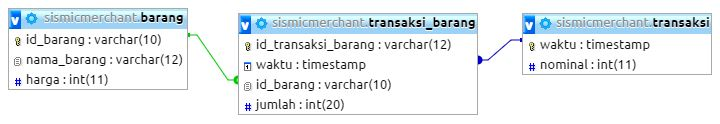 sismicmerchant.barang
id_barang : varchar(10)
nama_barang : varchar(12)
harga : int(11)
sismicmerchant.transaksi_barang
id_transaksi_barang : varchar(12)
waktu : timestamp
id_barang : varchar(10)
jumlah : int(20)
sismicmerchant.transaksi
waktu : timestamp
nominal : int(11)